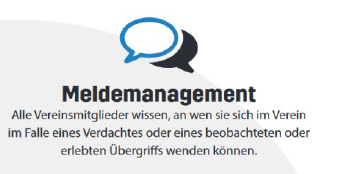 Meldemanagement
Alle Vereinsmitglieder wissen, an wen sie sich im Verein
im Falle eines Verdachtes oder eines beobachteten oder
erlebten Übergriffs wenden können.